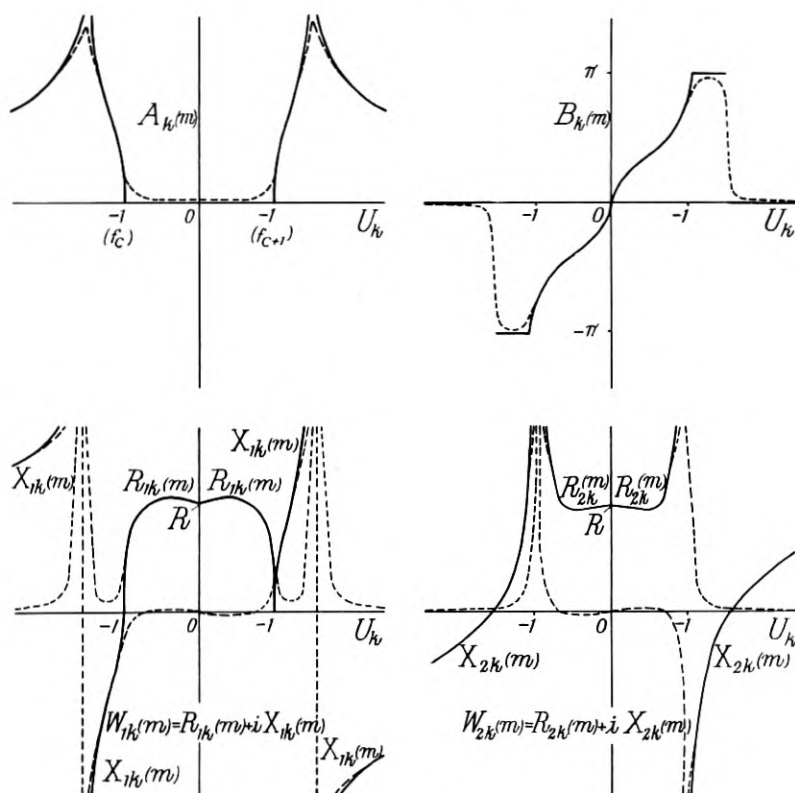 A_k(m)
-1 0 -1 U_k
(f_C) (f_{C+1})
π
B_k(m)
-1 0 -1 U_k
-π
X_{1k}(m) X_{1k}(m)
R_{1k}(m) R_{1k}(m)
R
-1 0 -1 U_k
W_{1k}(m)=R_{1k}(m)+i X_{1k}(m)
X_{1k}(m) X_{1k}(m)
R_{2k}^{(m)} R_{2k}^{(m)}
R
-1 0 -1 U_k
X_{2k}(m) X_{2k}(m)
W_{2k}(m)=R_{2k}(m)+i X_{2k}(m)